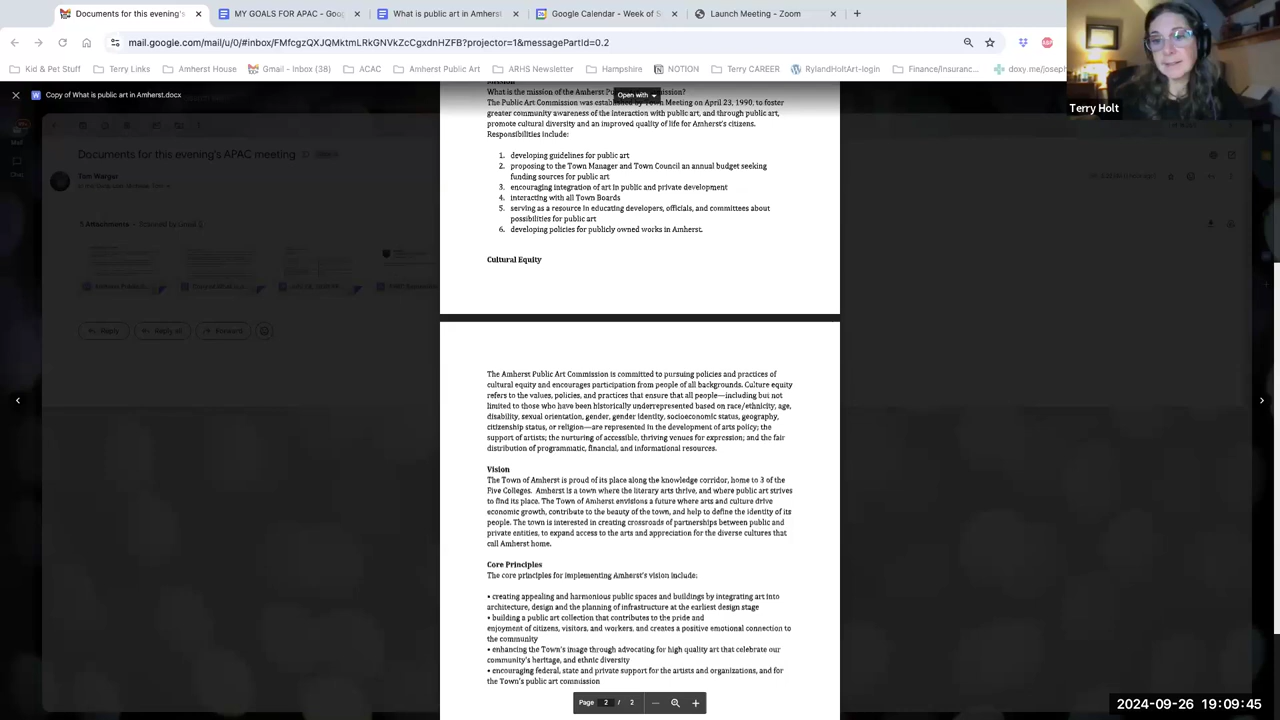 What is this evening's
mail.google.com/mail/u/0/#inbox/
projector=1&messagePartId=0.2
Kid & Pet Stuff
Terry Links
Amherst House
Gmail - Inbox (39)
ACAC
Amherst Public Art
ARHS Newsletter
Hampshire
NOTION
Terry CAREER
RylandHoltArt-login
Finance/Insuranc...
doxy.me/joseph
Copy of What is public art in Amherst.docx
Open with
Documents for this evening's APAC meeting
Tom Warger
5 Attachments
Reply
Reply all
Forward
What is the mission of the Amherst
The Public Art Commission was established by Town Meeting on April 23, 1990, to foster
greater community awareness of the interaction with public art, and through public art,
promote cultural diversity and an improved quality of life for Amherst's citizens.
Responsibilities include:
1. developing guidelines for public art
2. proposing to the Town Manager and Town Council an annual budget seeking
funding sources for public art
3. encouraging integration of art in public and private development
4. interacting with all Town Boards
5. serving as a resource in educating developers, officials, and committees about
possibilities for public art
6. developing policies for publicly owned works in Amherst.
Cultural Equity
The Amherst Public Art Commission is committed to pursuing policies and practices of
cultural equity and encourages participation from people of all backgrounds. Culture equity
refers to the values, policies, and practices that ensure that all people—including but not
limited to those who have been historically underrepresented based on race/ethnicity, age,
disability, sexual orientation, gender, gender identity, socioeconomic status, geography,
citizenship status, or religion—are represented in the development of arts policy; the
support of artists; the nurturing of accessible, thriving venues for expression; and the fair
distribution of programmatic, financial, and informational resources.
Vision
The Town of Amherst is proud of its place along the knowledge corridor, home to 3 of the
Five Colleges. Amherst is a town where the literary arts thrive, and where public art strives
to find its place. The Town of Amherst envisions a future where arts and culture drive
economic growth, contribute to the beauty of the town, and help to define the identity of its
people. The town is interested in creating crossroads of partnerships between public and
private entities, to expand access to the arts and appreciation for the diverse cultures that
call Amherst home.
Core Principles
The core principles for implementing Amherst's vision include:
• creating appealing and harmonious public spaces and buildings by integrating art into
architecture, design and the planning of infrastructure at the earliest design stage
• building a public art collection that contributes to the pride and
enjoyment of citizens, visitors, and workers, and creates a positive emotional connection to
the community
• enhancing the Town's image through advocating for high quality art that celebrate our
community's heritage, and ethnic diversity
• encouraging federal, state and private support for the artists and organizations, and for
the Town's public art commission
Page 2 / 2
Terry Holt
2024-09-26 19:09:45